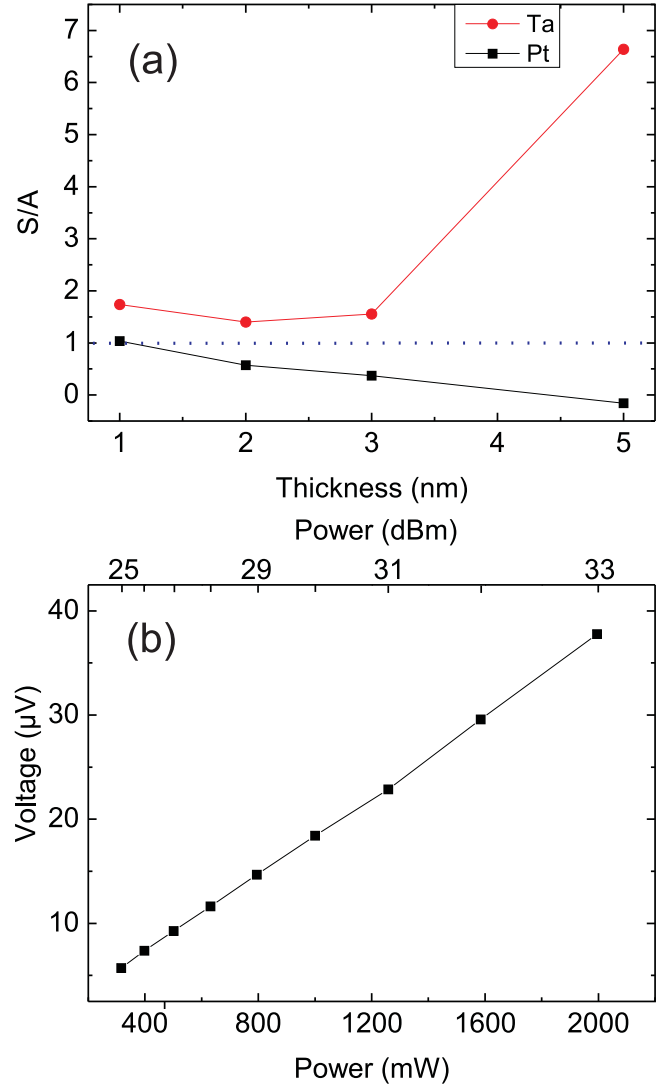 Ta
Pt
(a)
7
6
5
4
3
2
1
0
S/A
1 2 3 4 5
Thickness (nm)
Power (dBm)
25 29 31 33
(b)
40
30
20
10
Voltage (µV)
400 800 1200 1600 2000
Power (mW)